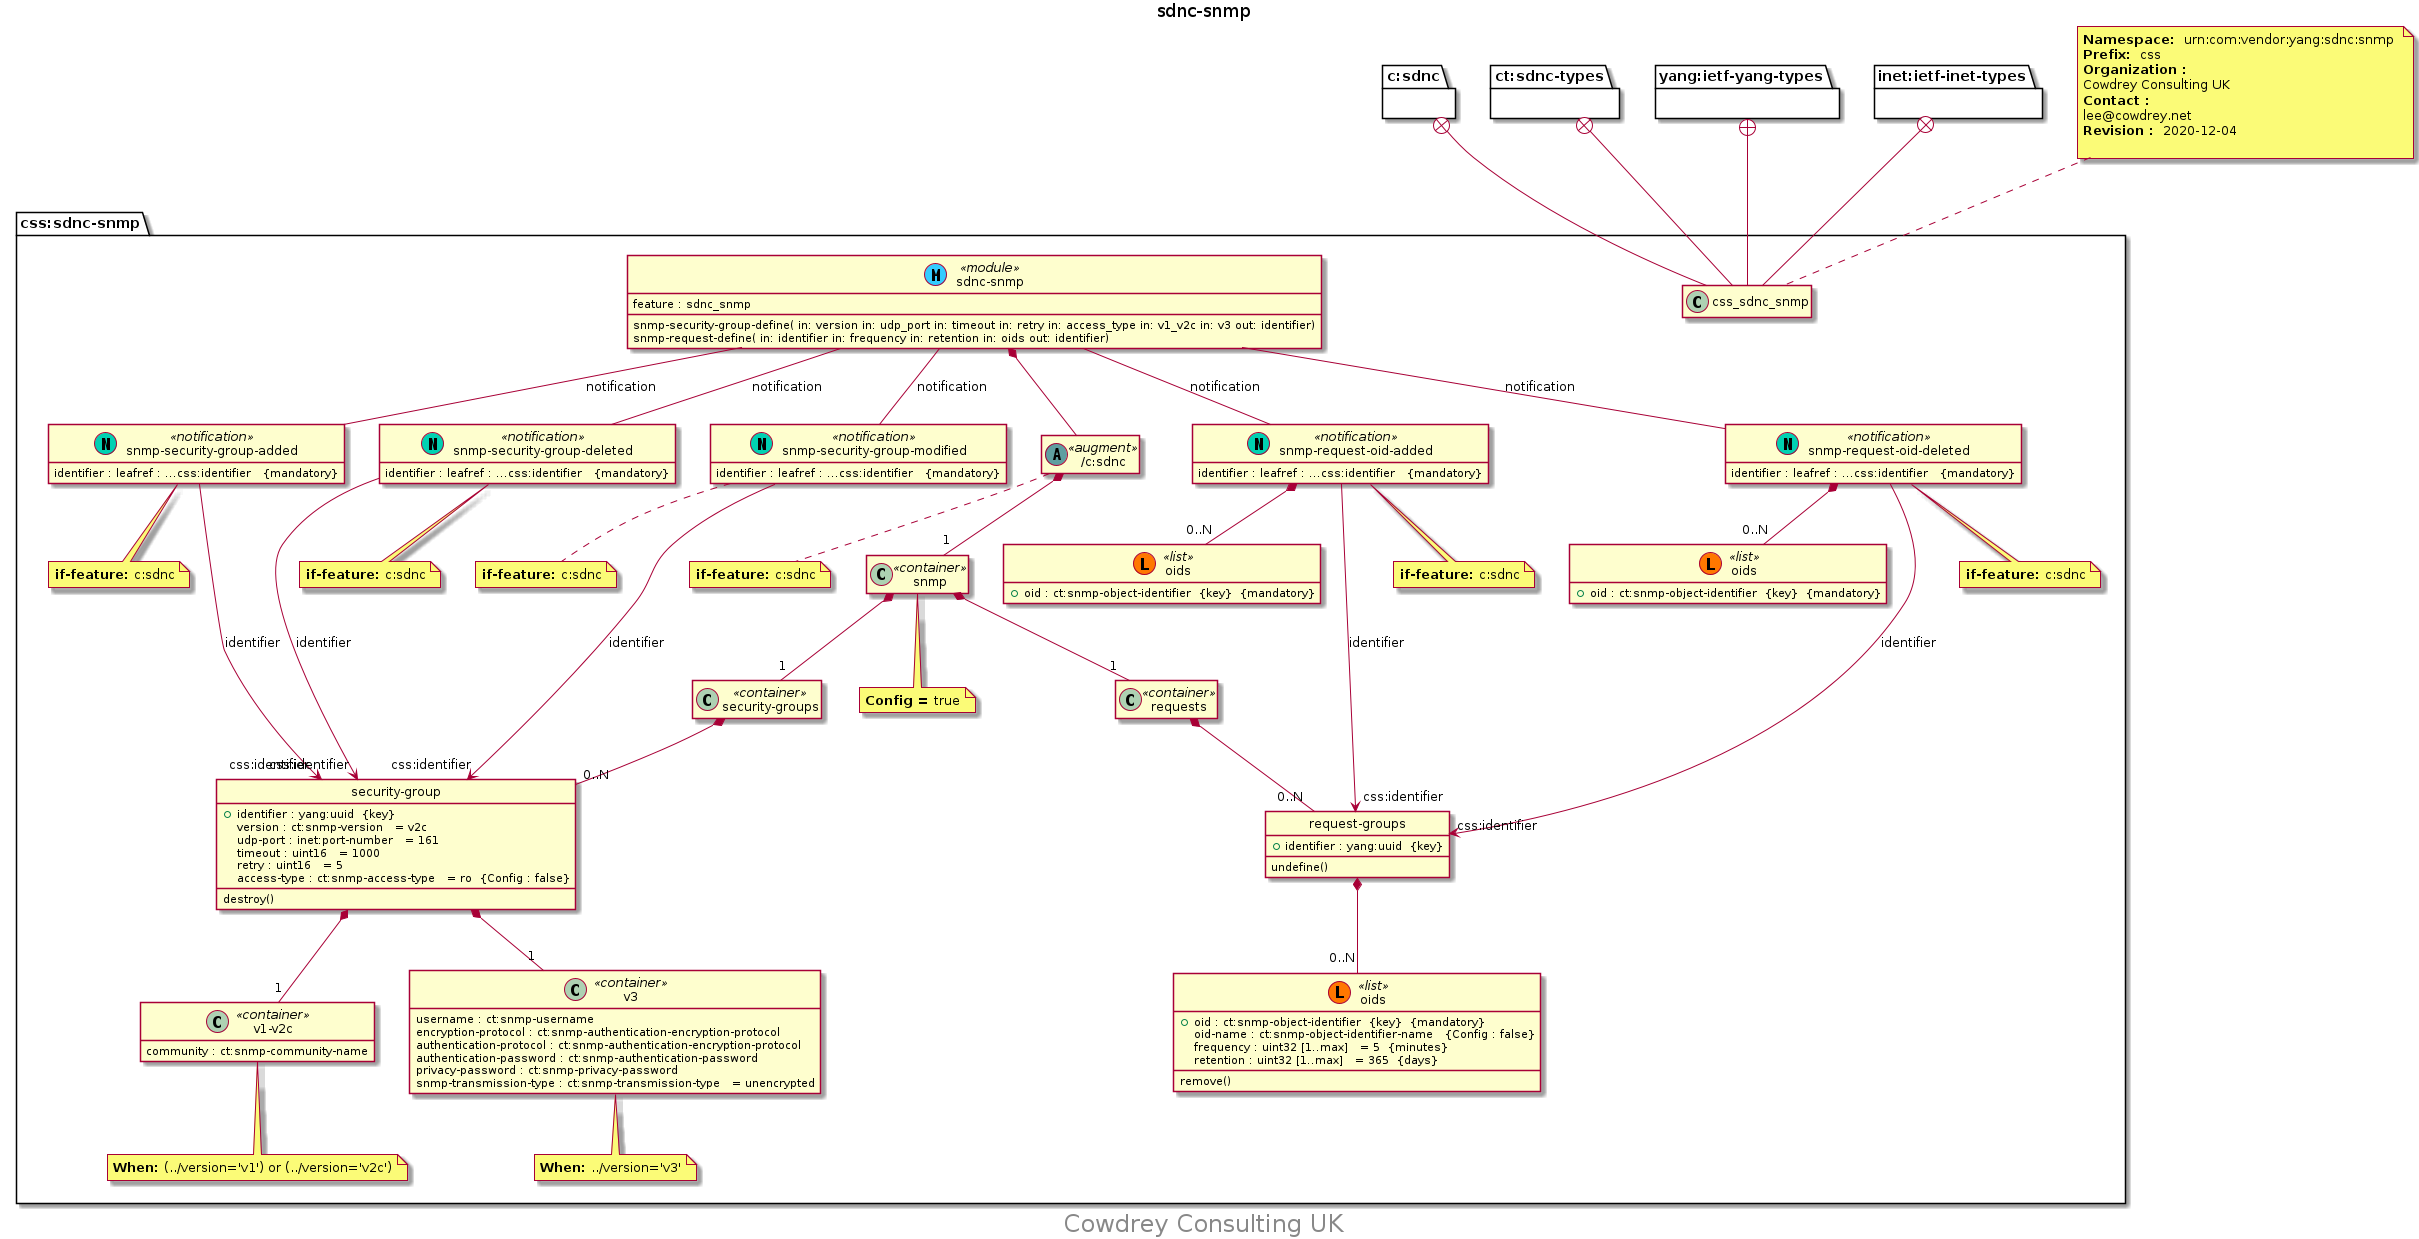 sdnc-snmp
Namespace: urn:com:vendor:yang:sdnc:snmp
Prefix: css
Organization :
Cowdrey Consulting UK
Contact :
lee@cowdrey.net
Revision : 2020-12-04
c:sdnc
ct:sdnc-types
yang:ietf-yang-types
inet:ietf-inet-types
css:sdnc-snmp
M
«module»
sdnc-snmp
feature : sdnc_snmp
snmp-security-group-define( in: version in: udp_port in: timeout in: retry in: access_type in: v1_v2c in: v3 out: identifier)
snmp-request-define( in: identifier in: frequency in: retention in: oids out: identifier)
C css_sdnc_snmp
notification
notification
notification
notification
notification
N
«notification»
snmp-security-group-added
identifier : leafref : ...css:identifier {mandatory}
N
«notification»
snmp-security-group-deleted
identifier : leafref : ...css:identifier {mandatory}
N
«notification»
snmp-security-group-modified
identifier : leafref : ...css:identifier {mandatory}
A
«augment»
/c:sdnc
N
«notification»
snmp-request-oid-added
identifier : leafref : ...css:identifier {mandatory}
N
«notification»
snmp-request-oid-deleted
identifier : leafref : ...css:identifier {mandatory}
1
0..N
0..N
if-feature: c:sdnc
if-feature: c:sdnc
if-feature: c:sdnc
if-feature: c:sdnc
C
«container»
snmp
L
«list»
oids
oid : ct:snmp-object-identifier {key} {mandatory}
if-feature: c:sdnc
L
«list»
oids
oid : ct:snmp-object-identifier {key} {mandatory}
if-feature: c:sdnc
identifier
identifier
identifier
identifier
identifier
1
1
C
«container»
security-groups
Config = true
C
«container»
requests
css:identifier
css:identifier
css:identifier
0..N
0..N
css:identifier
css:identifier
security-group
identifier : yang:uuid {key}
version : ct:snmp-version = v2c
udp-port : inet:port-number = 161
timeout : uint16 = 1000
retry : uint16 = 5
access-type : ct:snmp-access-type = ro {Config : false}
destroy()
request-groups
identifier : yang:uuid {key}
undefine()
1
1
0..N
C
«container»
v1-v2c
community : ct:snmp-community-name
C
«container»
v3
username : ct:snmp-username
encryption-protocol : ct:snmp-authentication-encryption-protocol
authentication-protocol : ct:snmp-authentication-encryption-protocol
authentication-password : ct:snmp-authentication-password
privacy-password : ct:snmp-privacy-password
snmp-transmission-type : ct:snmp-transmission-type = unencrypted
L
«list»
oids
oid : ct:snmp-object-identifier {key} {mandatory}
oid-name : ct:snmp-object-identifier-name {Config : false}
frequency : uint32 [1..max] = 5 {minutes}
retention : uint32 [1..max] = 365 {days}
remove()
When: (../version='v1') or (../version='v2c')
When: ../version='v3'
Cowdrey Consulting UK